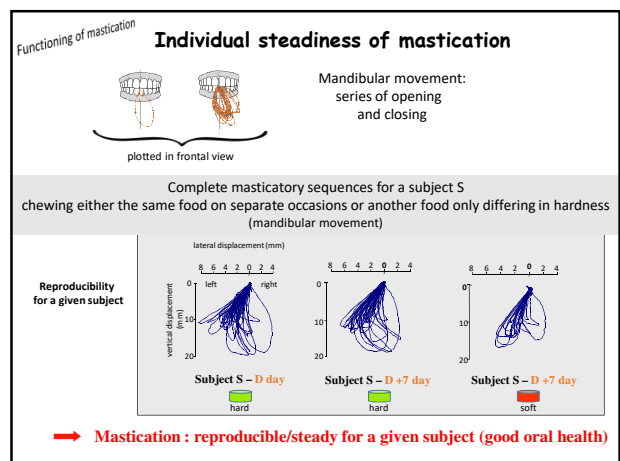 Functioning of mastication
Individual steadiness of mastication
Mandibular movement:
series of opening
and closing
plotted in frontal view
Complete masticatory sequences for a subject S
chewing either the same food on separate occasions or another food only differing in hardness
(mandibular movement)
Reproducibility
for a given subject
lateral displacement (mm)
8 6 4 2 0 2 4
8 6 4 2 0 2 4
8 6 4 2 0 2 4
left
right
vertical displacement
(mm)
0
10
20
0
10
20
0
10
20
Subject S – D day
Subject S – D +7 day
Subject S – D +7 day
hard
hard
soft
Mastication : reproducible/steady for a given subject (good oral health)